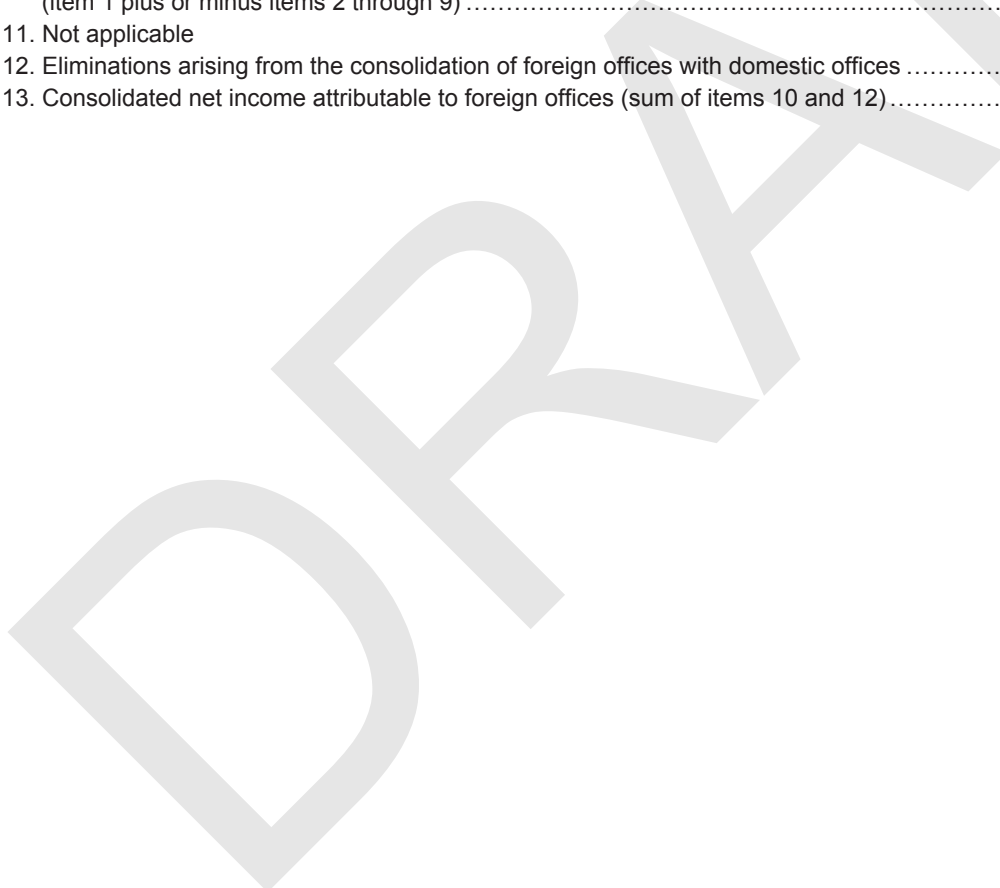 (item 1 plus or minus items 2 through 9)
11. Not applicable
12. Eliminations arising from the consolidation of foreign offices with domestic offices
13. Consolidated net income attributable to foreign offices (sum of items 10 and 12)
DRA